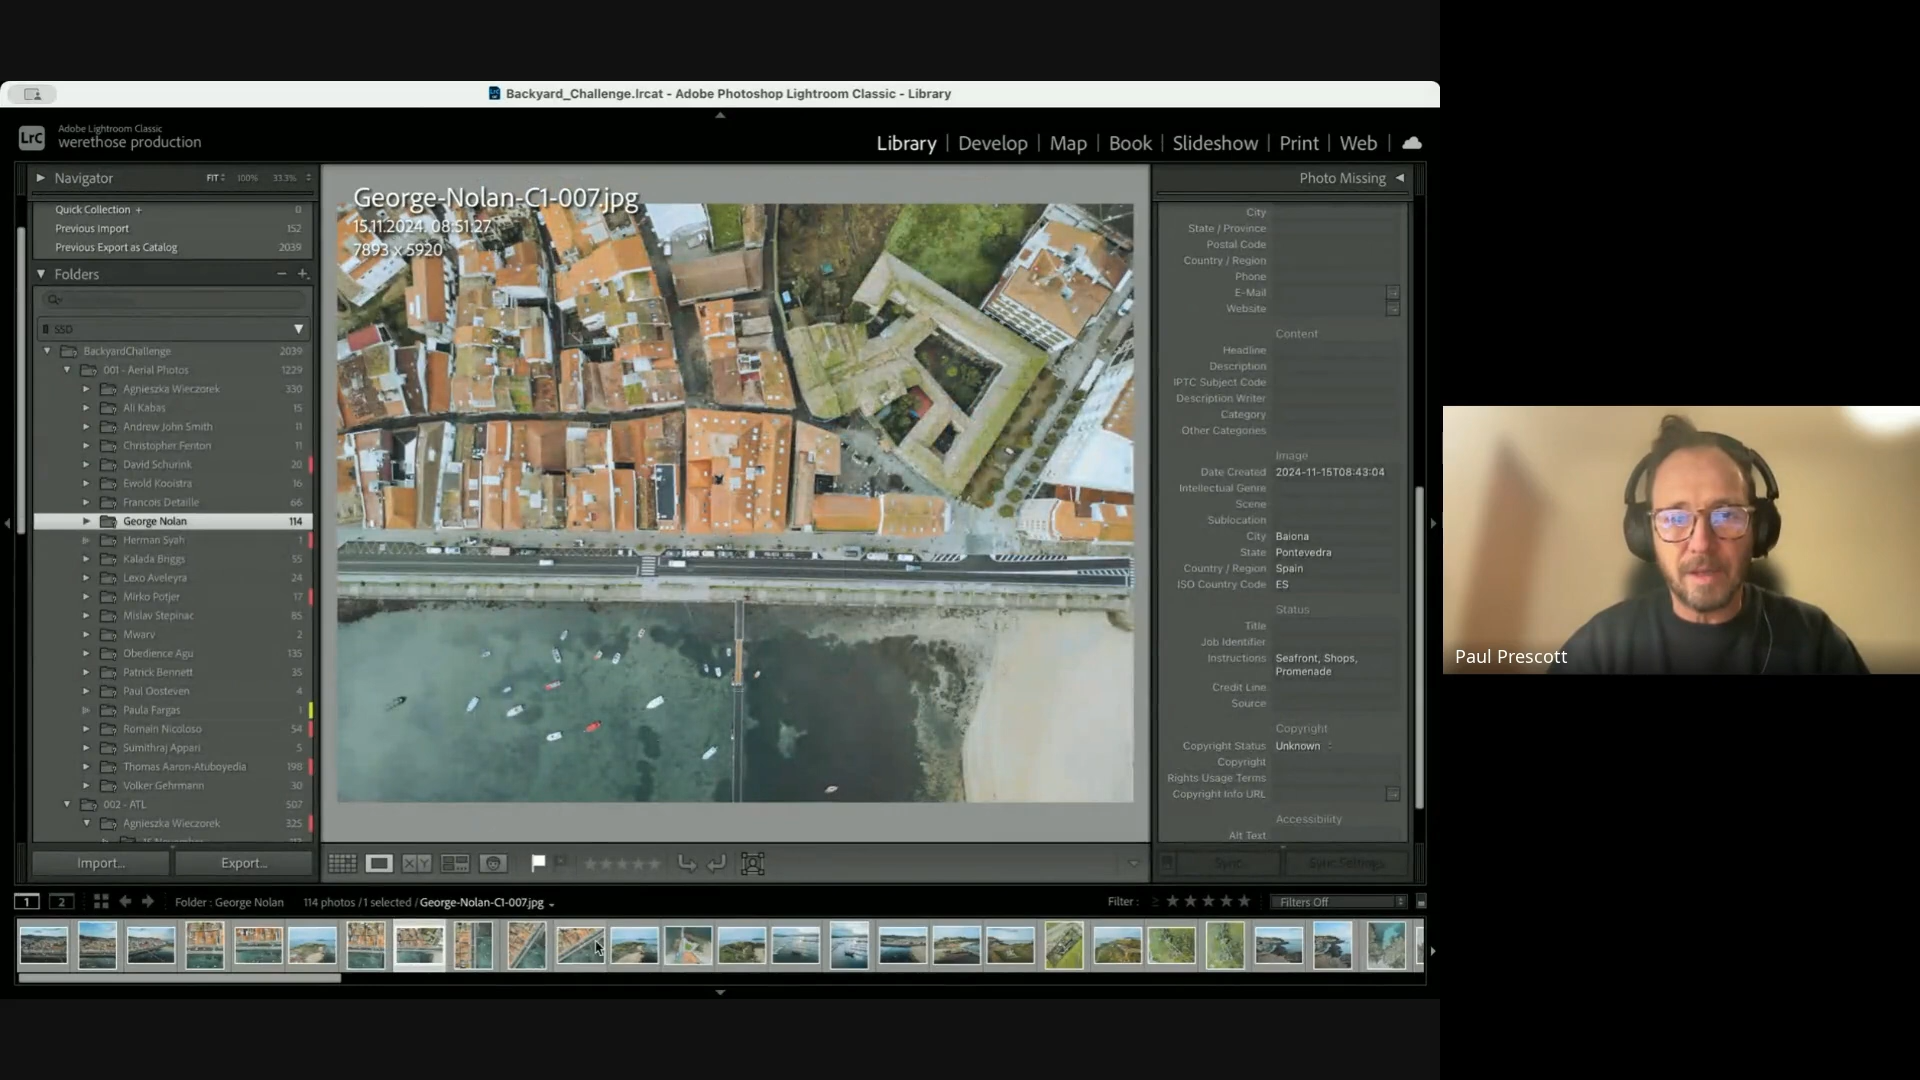 Backyard_Challenge.lrcat - Adobe Photoshop Lightroom Classic - Library
LrC
Adobe Lightroom Classic
werethose production
Library | Develop | Map | Book | Slideshow | Print | Web
Navigator FIT 100% 33.3%
Photo Missing
Quick Collection + 0
Previous Import 152
Previous Export as Catalog 2039
Folders
SSD
BackyardChallenge 2039
001 - Aerial Photos 1229
Agnieszka Wieczorek 330
Ali Kabas 15
Andrew John Smith 11
Christopher Fenton 11
David Schurink 20
Ewold Kooistra 16
Francois Detaille 66
George Nolan 114
Herman Syah 1
Kalada Briggs 55
Lexo Aveleyra 24
Mirko Potjer 17
Mislav Stepinac 85
Mwarv 2
Obedience Agu 135
Patrick Bennett 35
Paul Oosteven 4
Paula Fargas 1
Romain Nicoloso 54
Sumithraj Appari 5
Thomas Aaron-Atuboyedia 198
Volker Gehrmann 30
002 - ATL 507
Agnieszka Wieczorek 325
Import...
Export...
George-Nolan-C1-007.jpg
15.11.2024, 08:51:27
7893 x 5920
City
State / Province
Postal Code
Country / Region
Phone
E-Mail
Website
Content
Headline
Description
IPTC Subject Code
Description Writer
Category
Other Categories
Image
Date Created 2024-11-15T08:43:04
Intellectual Genre
Scene
Sublocation
City Baiona
State Pontevedra
Country / Region Spain
ISO Country Code ES
Status
Title
Job Identifier
Instructions Seafront, Shops,
Promenade
Credit Line
Source
Copyright
Copyright Status Unknown
Copyright
Rights Usage Terms
Copyright Info URL
Accessibility
Alt Text
Sync...
Sync Settings
1 2 Folder : George Nolan 114 photos / 1 selected / George-Nolan-C1-007.jpg
Filter : Filters Off
Paul Prescott